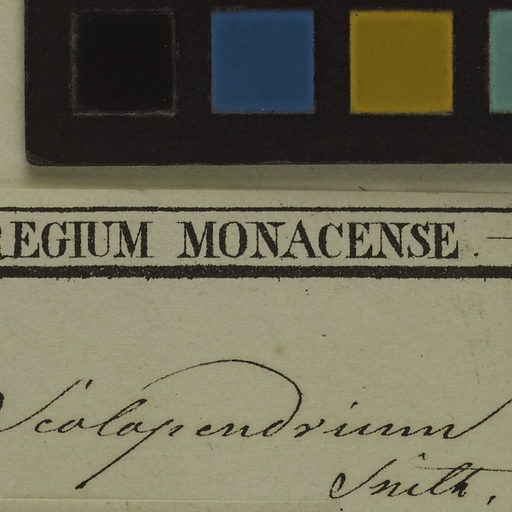 REGIUM MONACENSE.
Scolopendrium
Smith.